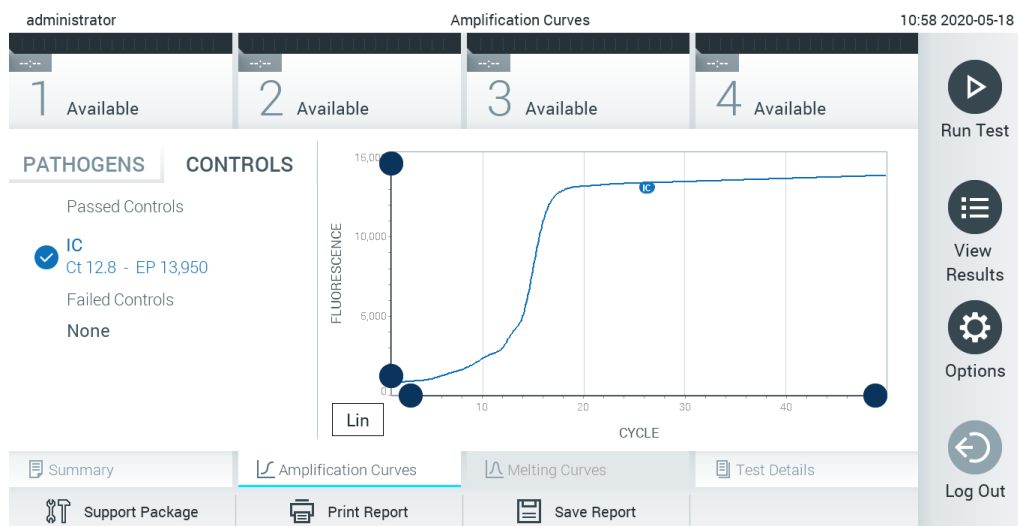 administrator
Amplification Curves
10:58 2020-05-18
--:--
1 Available
--:--
2 Available
--:--
3 Available
--:--
4 Available
Run Test
View
Results
Options
Log Out
PATHOGENS
CONTROLS
Passed Controls
IC
Ct 12.8 - EP 13,950
Failed Controls
None
FLUORESCENCE
10,000
5,000
0
IC
10
20
30
40
CYCLE
Lin
Summary
Amplification Curves
Melting Curves
Test Details
Support Package
Print Report
Save Report